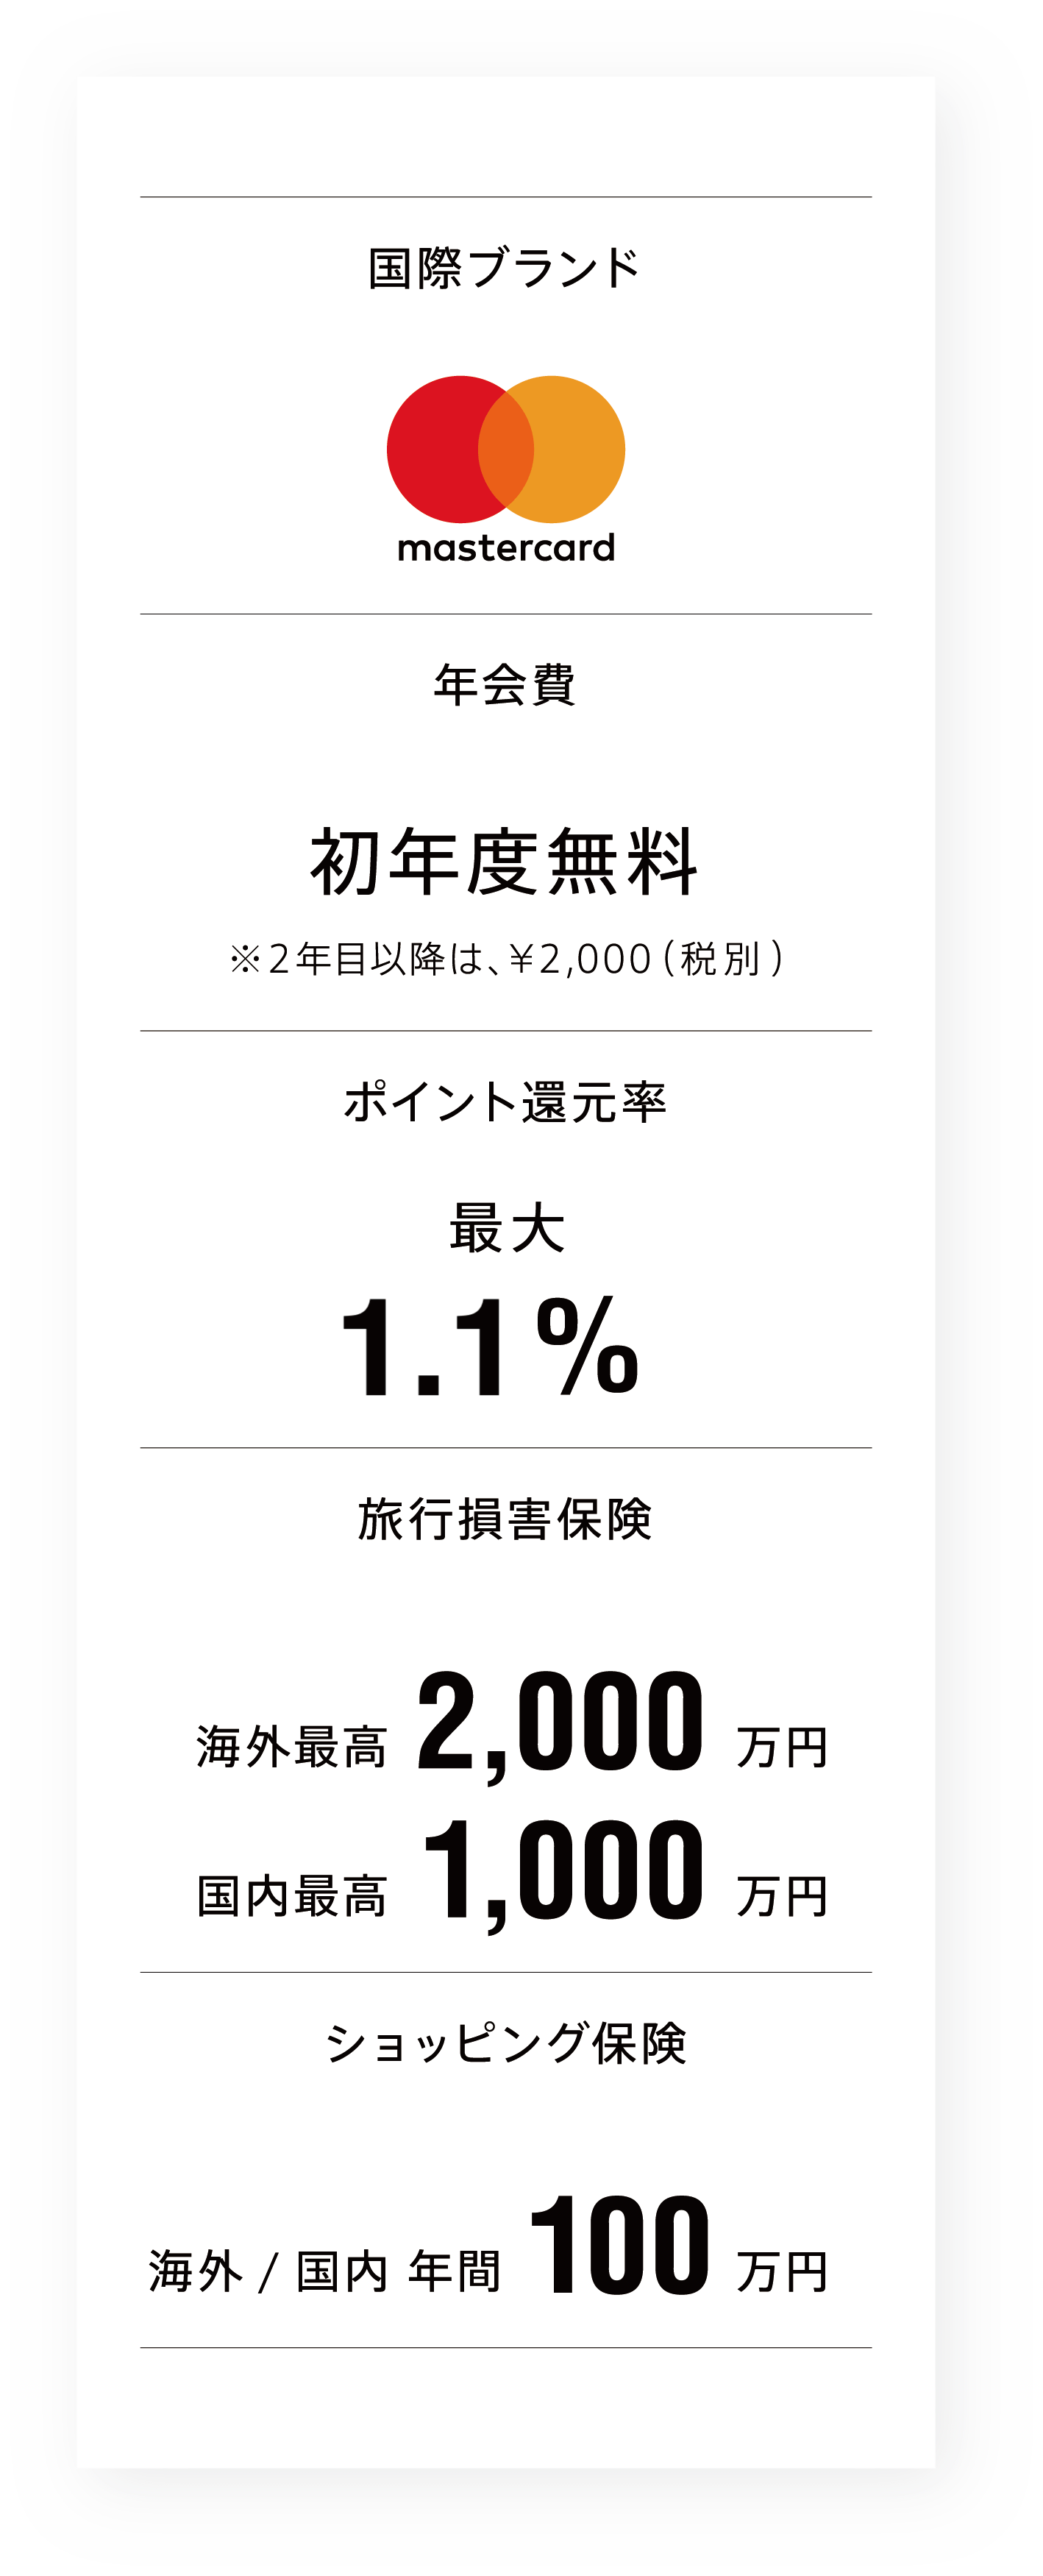 国際ブランド
mastercard
年会費
初年度無料
※2年目以降は、¥2,000（税別）
ポイント還元率
最大
1.1%
旅行損害保険
海外最高 2,000 万円
国内最高 1,000 万円
ショッピング保険
海外 / 国内 年間 100 万円